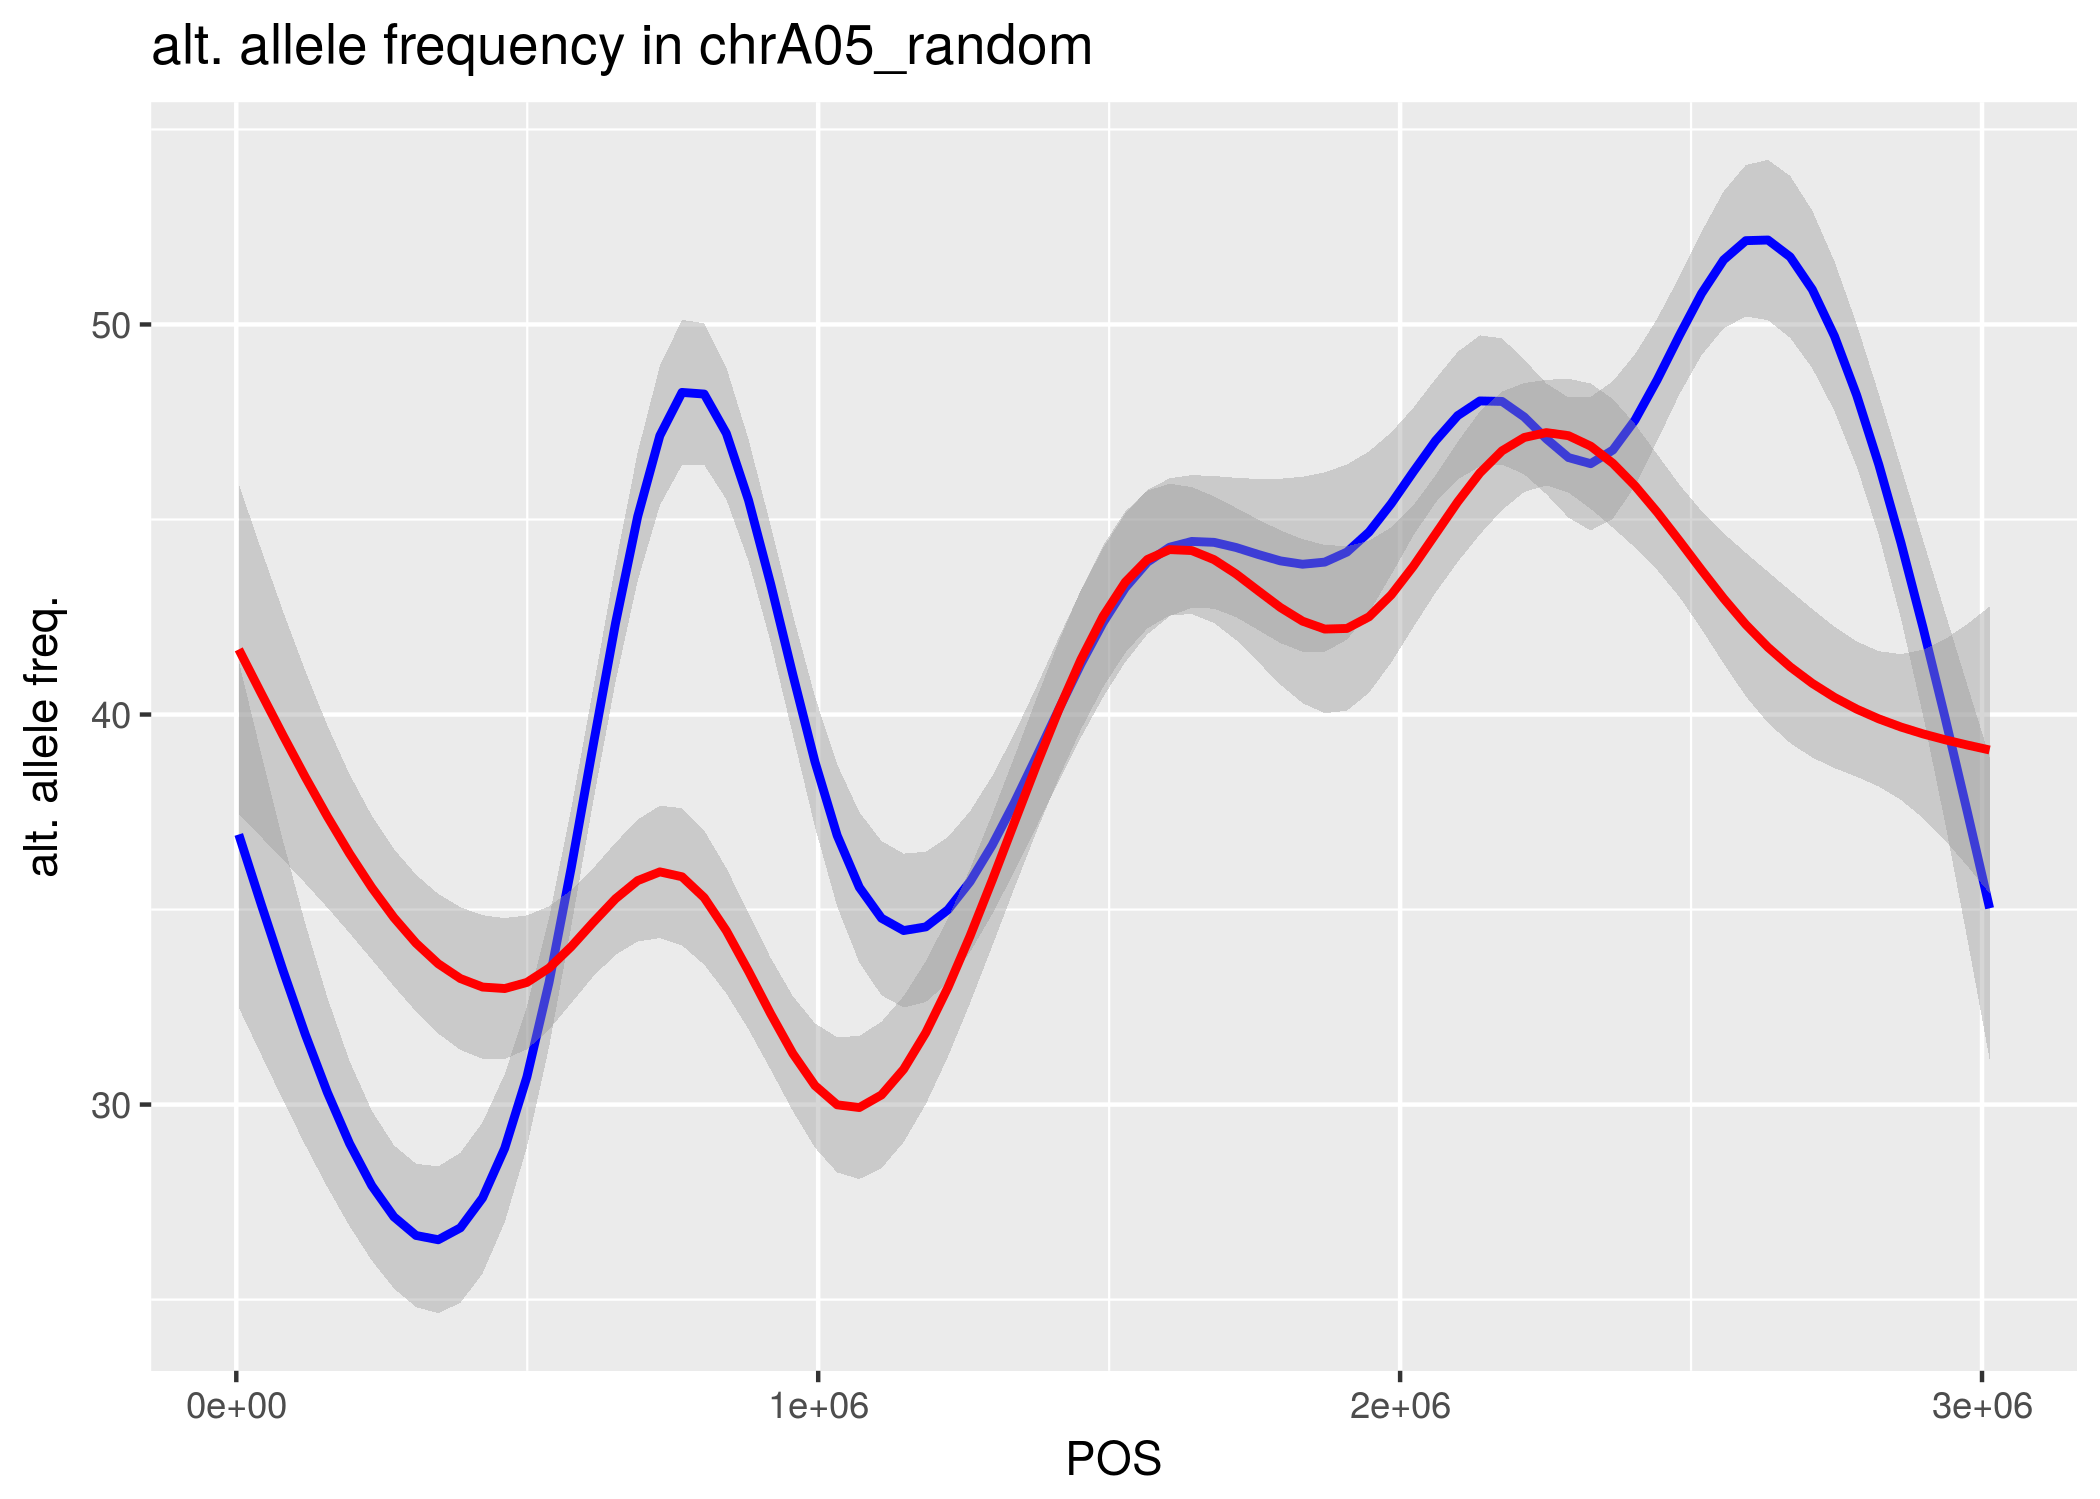 alt. allele frequency in chrA05_random
alt. allele freq.
50
40
30
0e+00
1e+06
2e+06
3e+06
POS